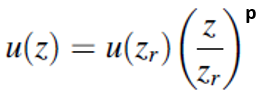 u(z) = u(z_r) (z/z_r)^p